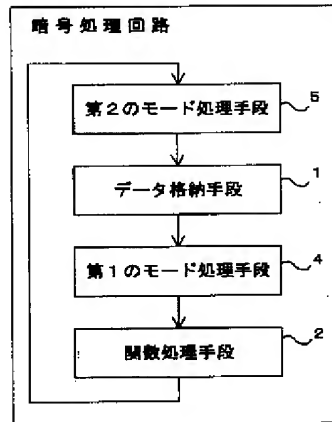 暗号処理回路
第2のモード処理手段
5
データ格納手段
1
第1のモード処理手段
4
関数処理手段
2